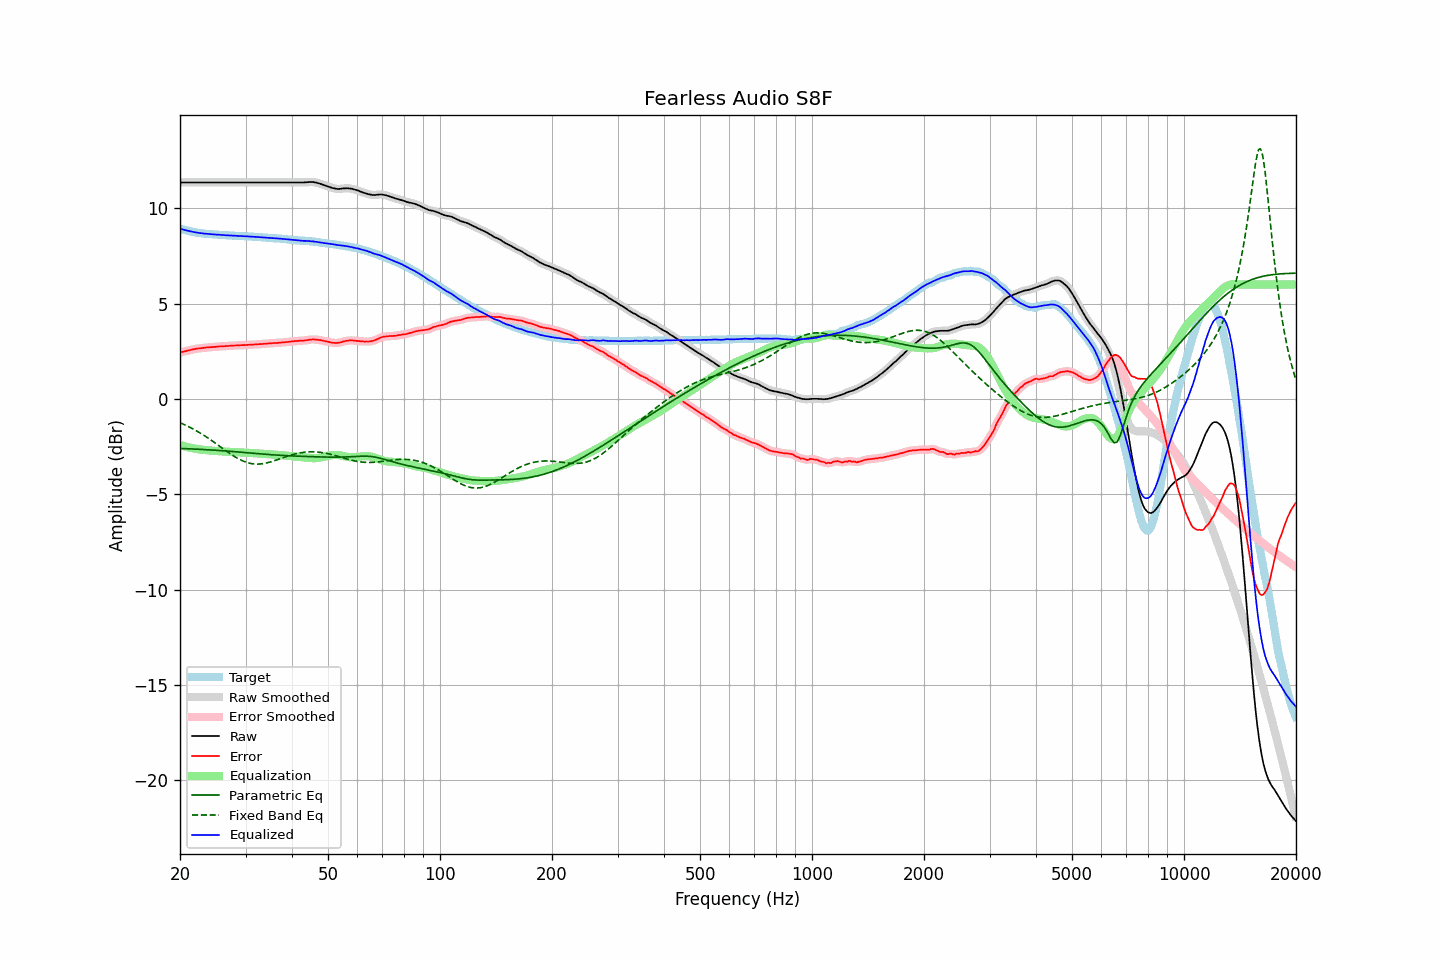 Fearless Audio S8F
Amplitude (dBr)
10
5
0
−5
−10
−15
−20
Target
Raw Smoothed
Error Smoothed
Raw
Error
Equalization
Parametric Eq
Fixed Band Eq
Equalized
20 50 100 200 500 1000 2000 5000 10000 20000
Frequency (Hz)